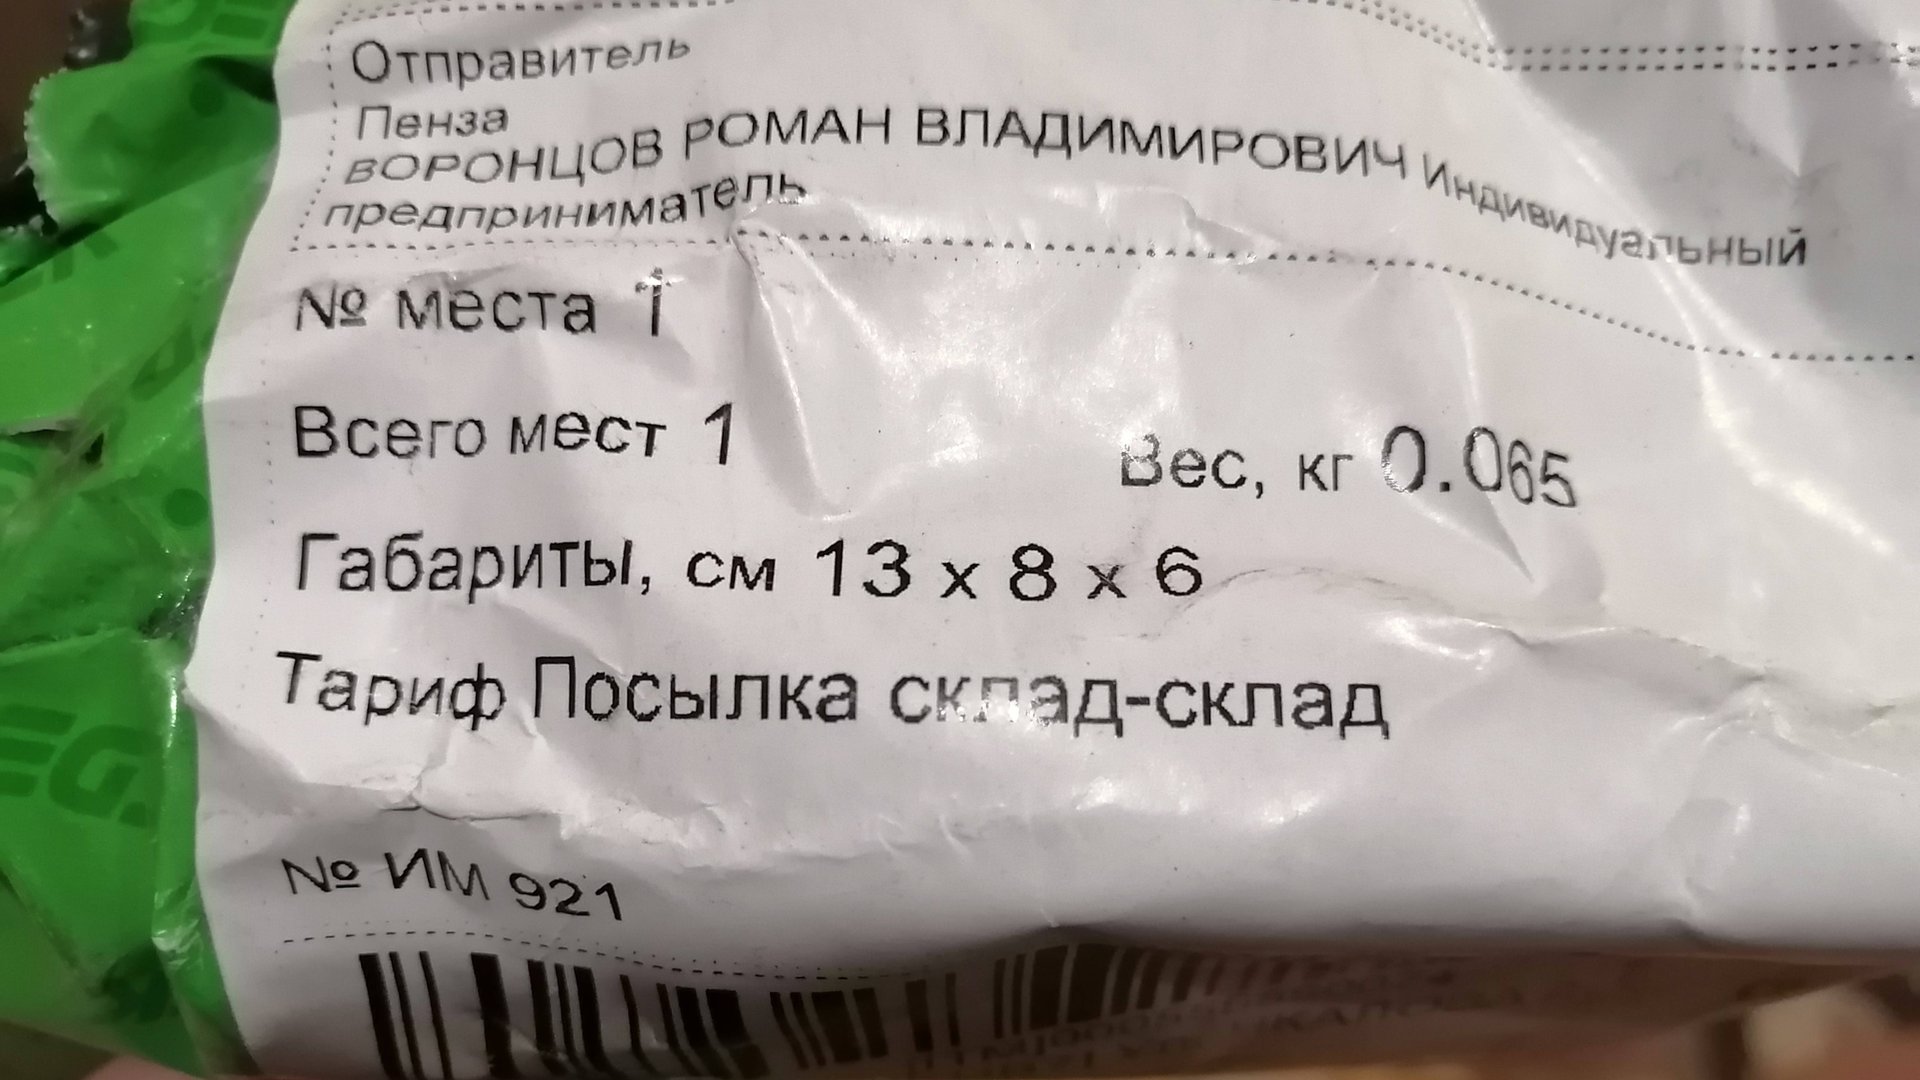 Отправитель
Пенза
ВОРОНЦОВ РОМАН ВЛАДИМИРОВИЧ Индивидуальный
предприниматель
№ места 1
Всего мест 1
Вес, кг 0.065
Габариты, см 13 x 8 x 6
Тариф Посылка склад-склад
№ ИМ 921